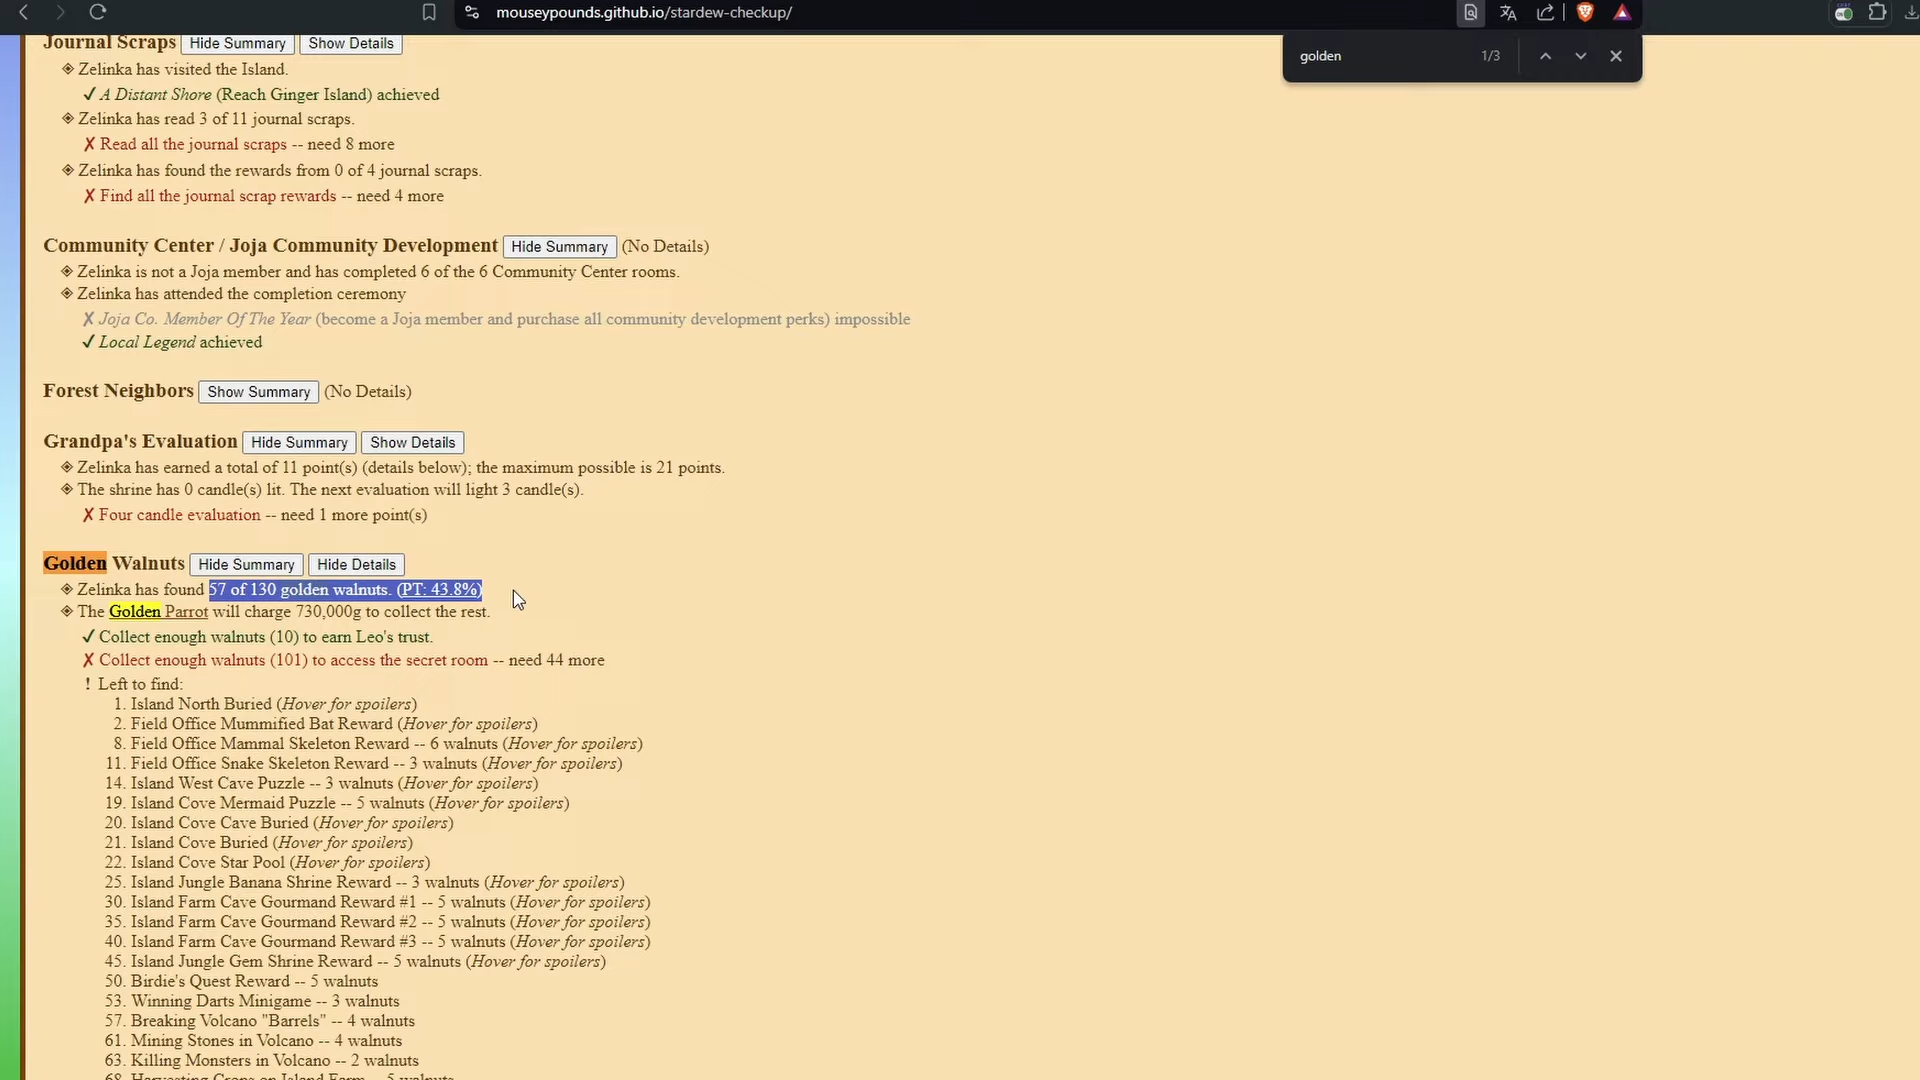 mouseypounds.github.io/stardew-checkup/
golden 1/3
Journal Scraps Hide Summary Show Details
Zelinka has visited the Island.
✓ A Distant Shore (Reach Ginger Island) achieved
Zelinka has read 3 of 11 journal scraps.
✗ Read all the journal scraps -- need 8 more
Zelinka has found the rewards from 0 of 4 journal scraps.
✗ Find all the journal scrap rewards -- need 4 more
Community Center / Joja Community Development Hide Summary (No Details)
Zelinka is not a Joja member and has completed 6 of the 6 Community Center rooms.
Zelinka has attended the completion ceremony
✗ Joja Co. Member Of The Year (become a Joja member and purchase all community development perks) impossible
✓ Local Legend achieved
Forest Neighbors Show Summary (No Details)
Grandpa's Evaluation Hide Summary Show Details
Zelinka has earned a total of 11 point(s) (details below); the maximum possible is 21 points.
The shrine has 0 candle(s) lit. The next evaluation will light 3 candle(s).
✗ Four candle evaluation -- need 1 more point(s)
Golden Walnuts Hide Summary Hide Details
Zelinka has found 57 of 130 golden walnuts. (PT: 43.8%)
The Golden Parrot will charge 730,000g to collect the rest.
✓ Collect enough walnuts (10) to earn Leo's trust.
✗ Collect enough walnuts (101) to access the secret room -- need 44 more
! Left to find:
1. Island North Buried (Hover for spoilers)
2. Field Office Mummified Bat Reward (Hover for spoilers)
8. Field Office Mammal Skeleton Reward -- 6 walnuts (Hover for spoilers)
11. Field Office Snake Skeleton Reward -- 3 walnuts (Hover for spoilers)
14. Island West Cave Puzzle -- 3 walnuts (Hover for spoilers)
19. Island Cove Mermaid Puzzle -- 5 walnuts (Hover for spoilers)
20. Island Cove Cave Buried (Hover for spoilers)
21. Island Cove Buried (Hover for spoilers)
22. Island Cove Star Pool (Hover for spoilers)
25. Island Jungle Banana Shrine Reward -- 3 walnuts (Hover for spoilers)
30. Island Farm Cave Gourmand Reward #1 -- 5 walnuts (Hover for spoilers)
35. Island Farm Cave Gourmand Reward #2 -- 5 walnuts (Hover for spoilers)
40. Island Farm Cave Gourmand Reward #3 -- 5 walnuts (Hover for spoilers)
45. Island Jungle Gem Shrine Reward -- 5 walnuts (Hover for spoilers)
50. Birdie's Quest Reward -- 5 walnuts
53. Winning Darts Minigame -- 3 walnuts
57. Breaking Volcano "Barrels" -- 4 walnuts
61. Mining Stones in Volcano -- 4 walnuts
63. Killing Monsters in Volcano -- 2 walnuts
68. Harvesting Crops on Island Farm -- 5 walnuts